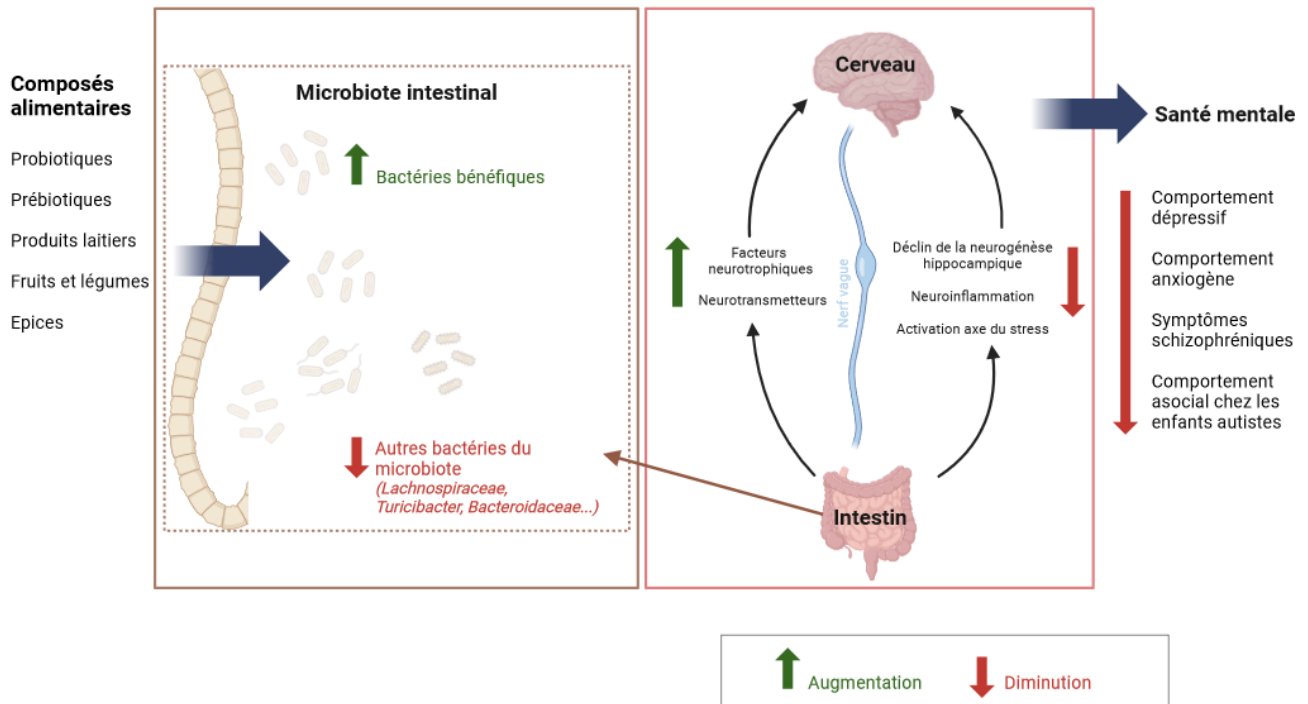 Composés
alimentaires
Probiotiques
Prébiotiques
Produits laitiers
Fruits et légumes
Epices
Microbiote intestinal
Bactéries bénéfiques
Autres bactéries du
microbiote
(Lachnospiraceae,
Turicibacter, Bacteroidaceae...)
Cerveau
Facteurs
neurotrophiques
Neurotransmetteurs
Nerf vague
Déclin de la neurogénèse
hippocampique
Neuroinflammation
Activation axe du stress
Intestin
Santé mentale
Comportement
dépressif
Comportement
anxiogène
Symptômes
schizophréniques
Comportement
asocial chez les
enfants autistes
Augmentation
Diminution